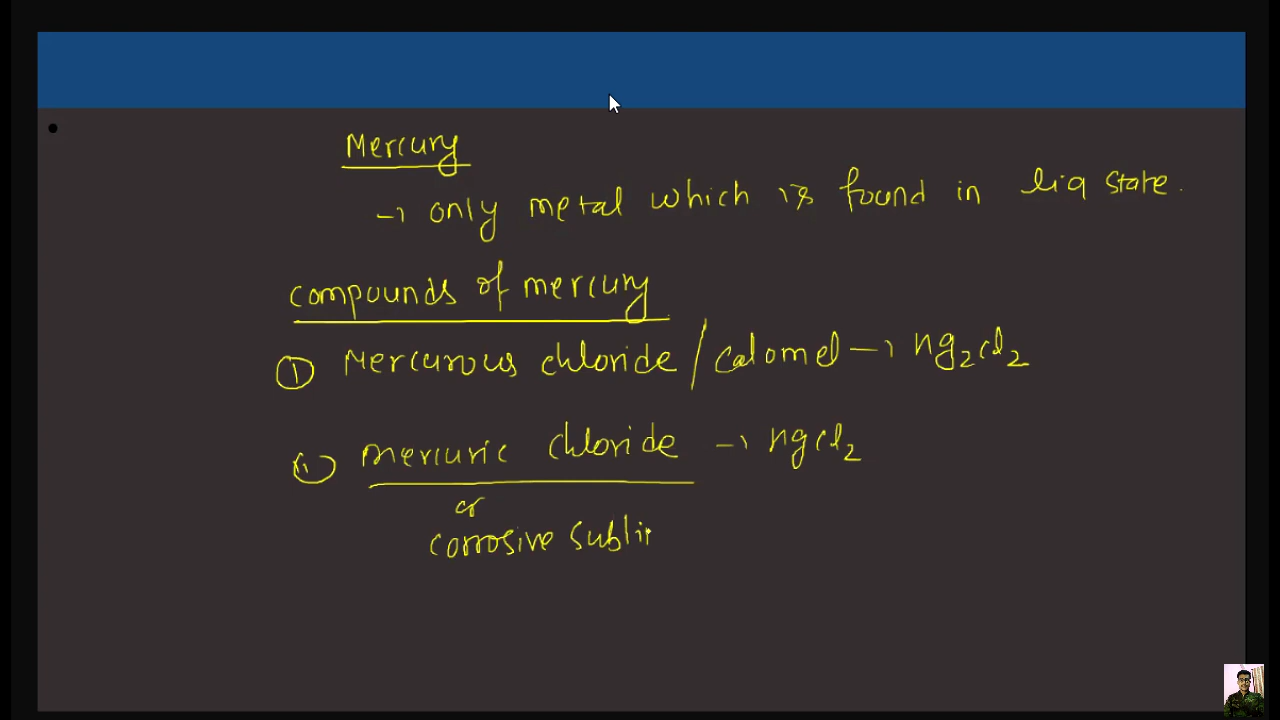 Mercury
→ only metal which is found in liq state.
compounds of mercury
① Mercurous chloride / calomel → Hg₂Cl₂
② mercuric chloride → HgCl₂
or
corrosive subli